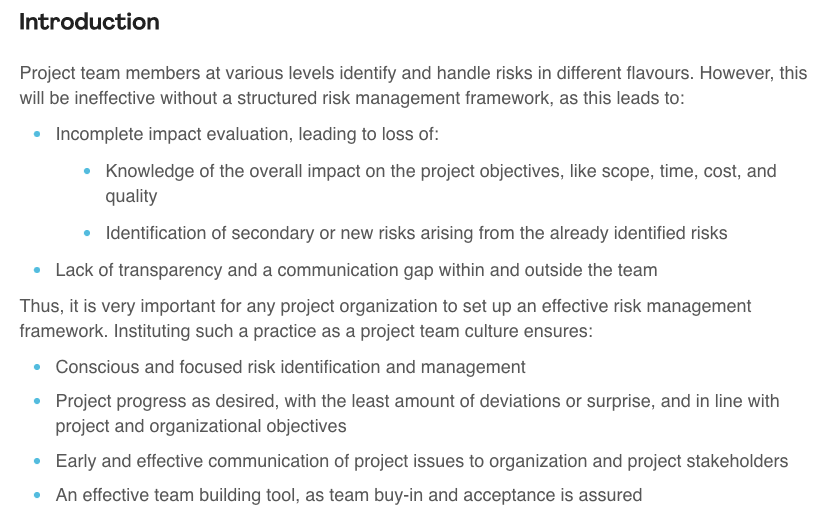 Introduction
Project team members at various levels identify and handle risks in different flavours. However, this
will be ineffective without a structured risk management framework, as this leads to:
Incomplete impact evaluation, leading to loss of:
Knowledge of the overall impact on the project objectives, like scope, time, cost, and
quality
Identification of secondary or new risks arising from the already identified risks
Lack of transparency and a communication gap within and outside the team
Thus, it is very important for any project organization to set up an effective risk management
framework. Instituting such a practice as a project team culture ensures:
Conscious and focused risk identification and management
Project progress as desired, with the least amount of deviations or surprise, and in line with
project and organizational objectives
Early and effective communication of project issues to organization and project stakeholders
An effective team building tool, as team buy-in and acceptance is assured